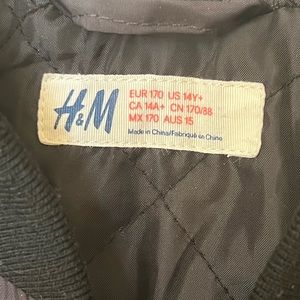 H&M
EUR 170 US 14Y+
CA 14A+ CN 170/88
MX 170 AUS 15
Made in China/Fabriqué en Chine